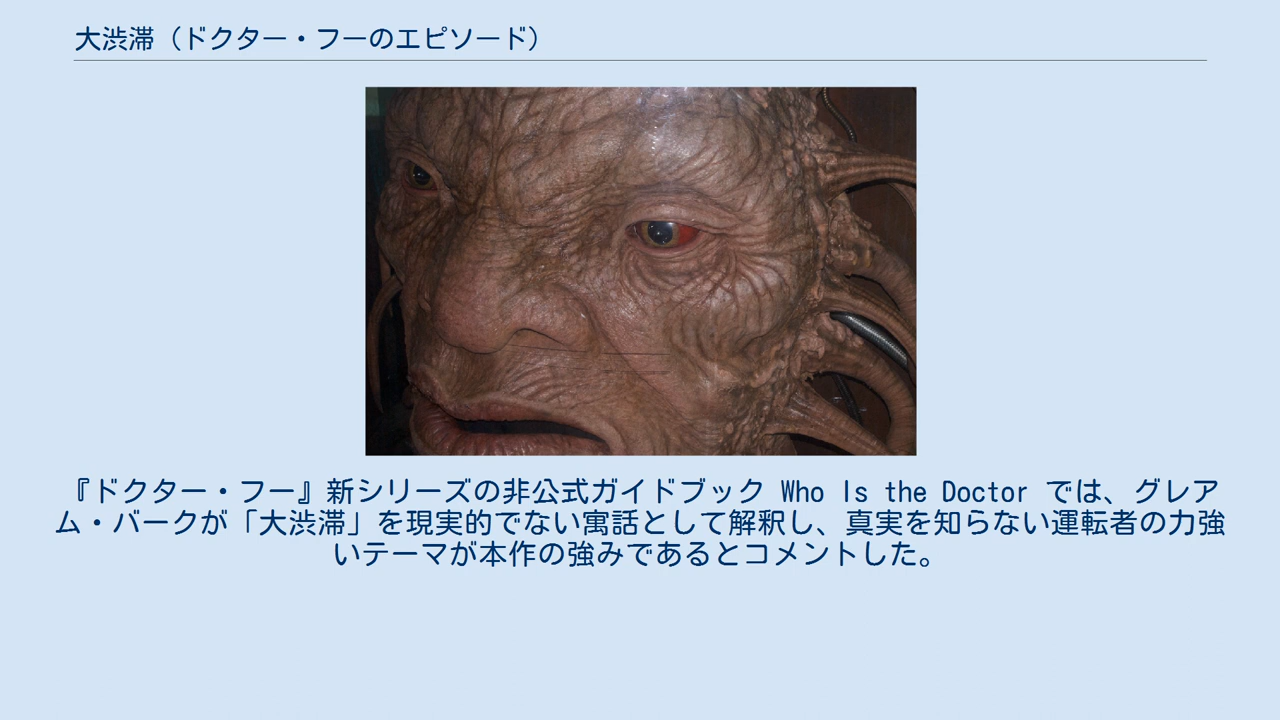 大渋滞（ドクター・フーのエピソード）
『ドクター・フー』新シリーズの非公式ガイドブック Who Is the Doctor では、グレア
ム・バークが「大渋滞」を現実的でない寓話として解釈し、真実を知らない運転者の力強
いテーマが本作の強みであるとコメントした。